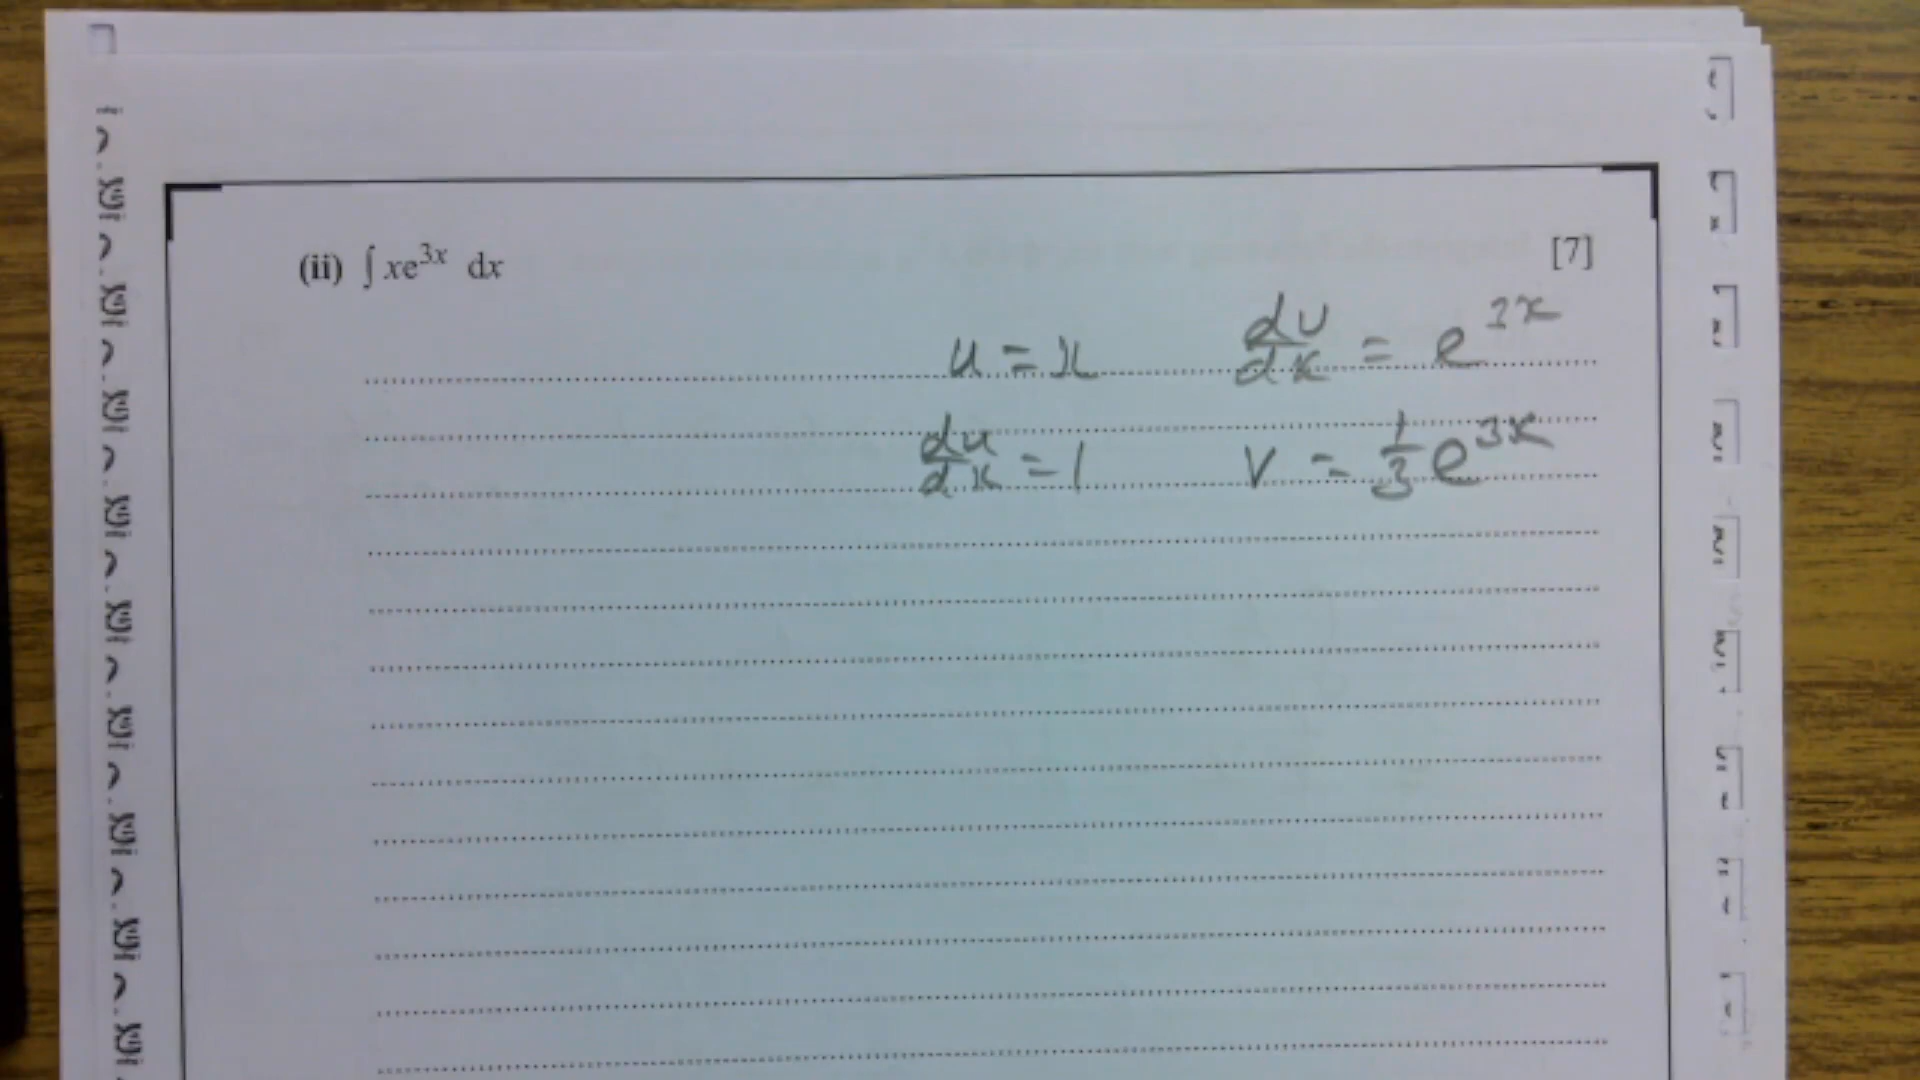 (ii) ∫ xe^{3x} dx [7]
u = x dv/dx = e^{3x}
du/dx = 1 v = 1/3 e^{3x}